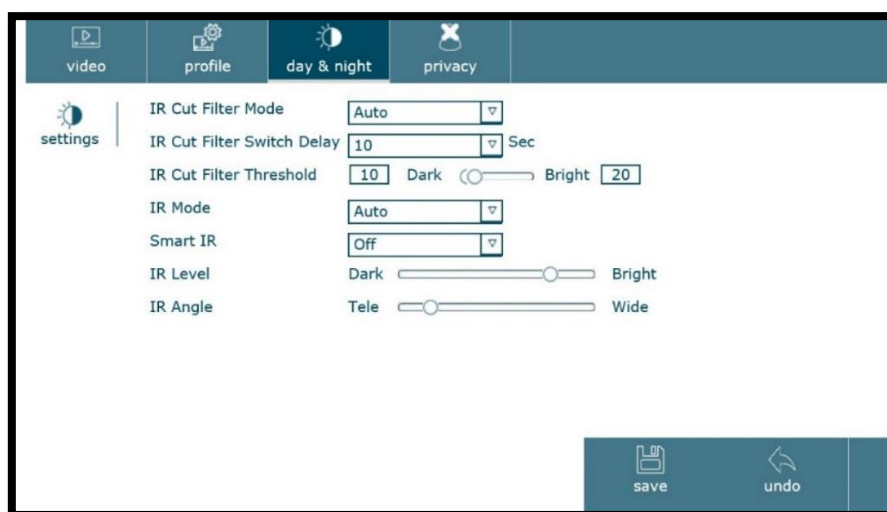 video profile day & night privacy
settings
IR Cut Filter Mode Auto
IR Cut Filter Switch Delay 10 Sec
IR Cut Filter Threshold 10 Dark Bright 20
IR Mode Auto
Smart IR Off
IR Level Dark Bright
IR Angle Tele Wide
save undo